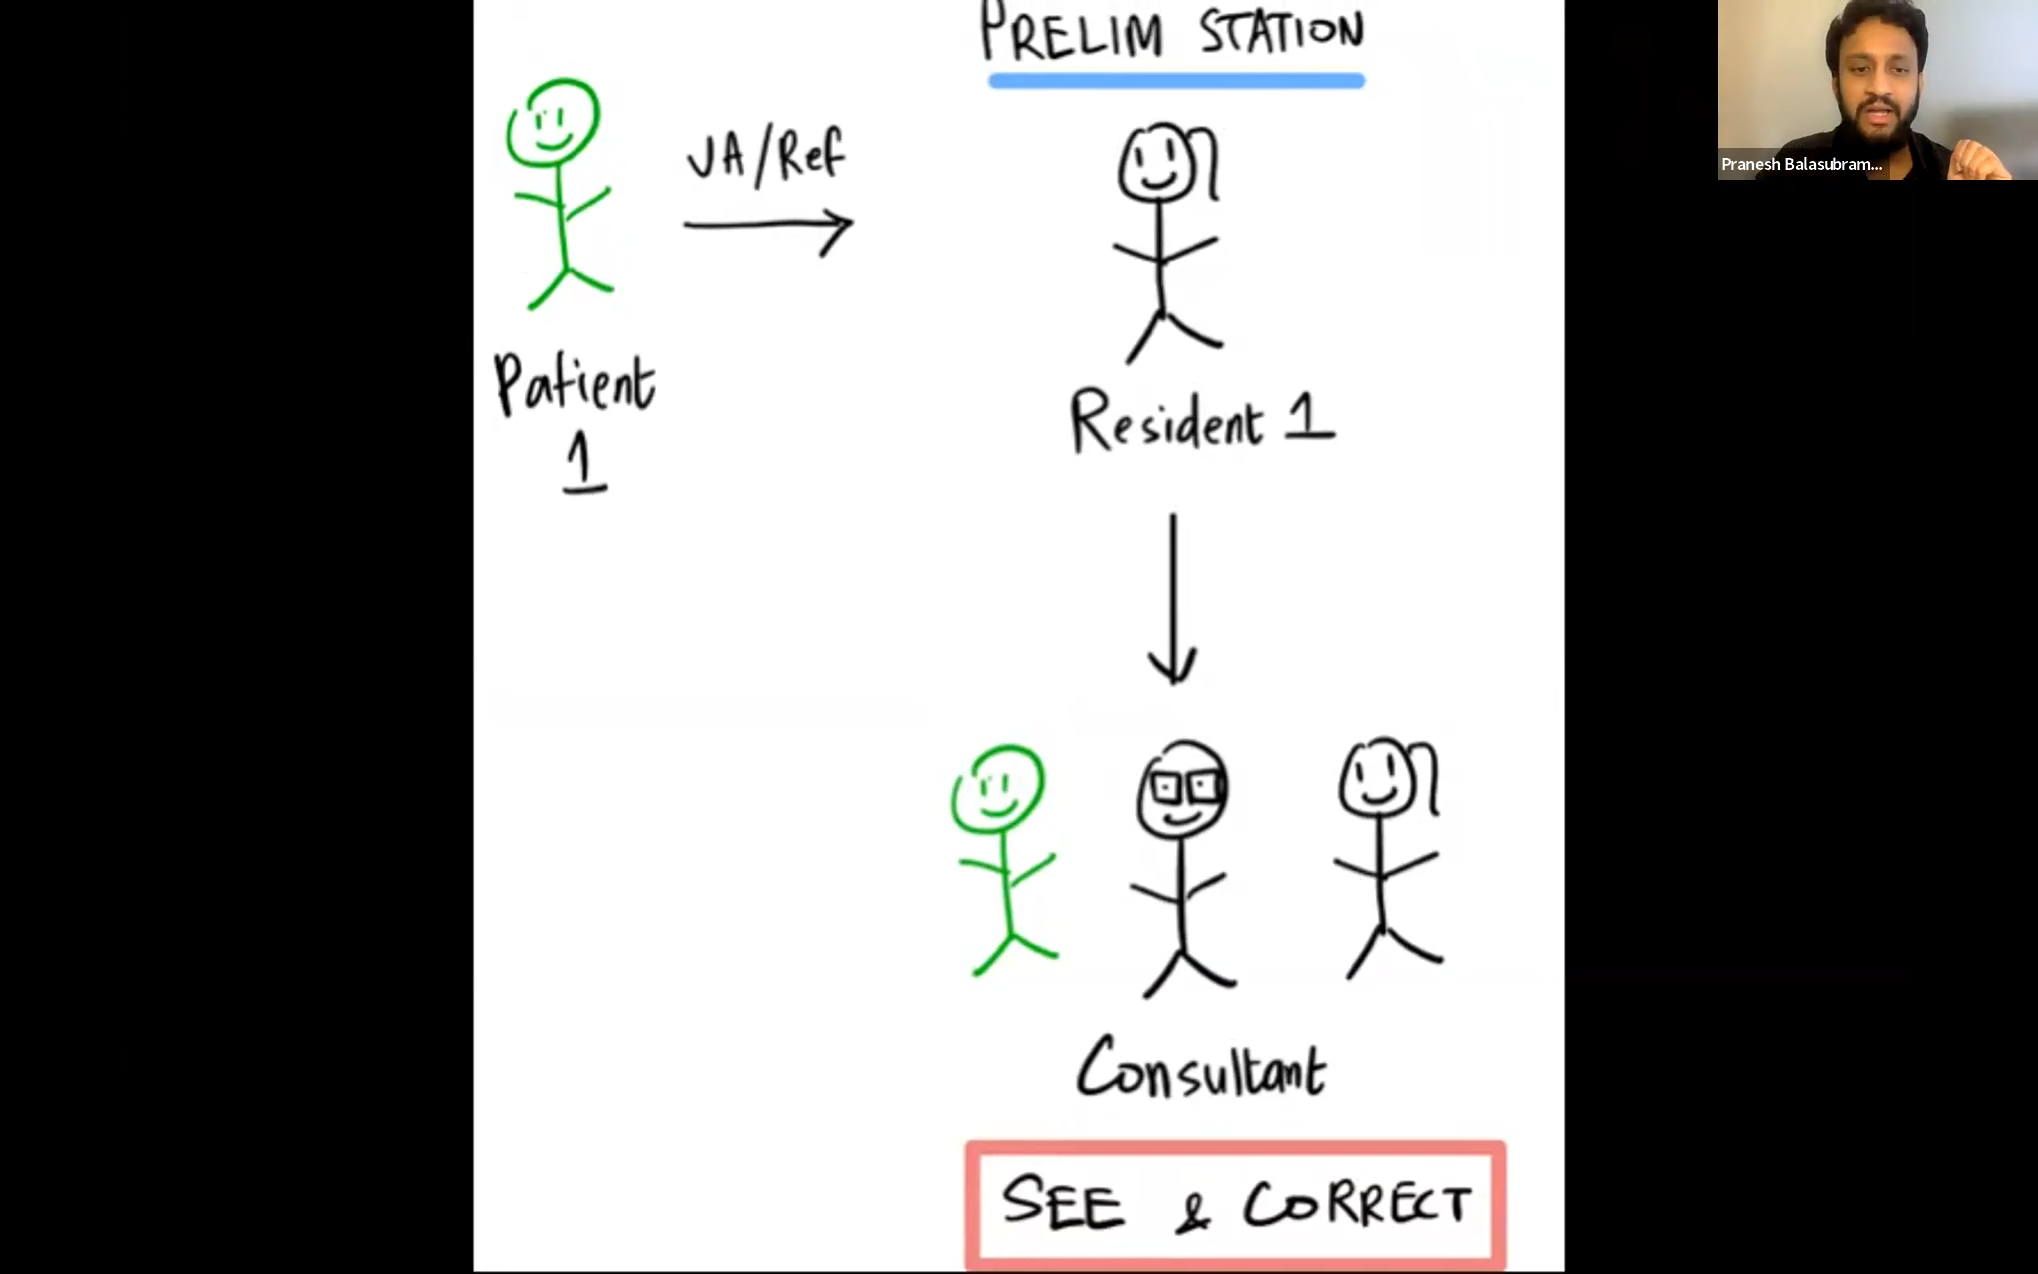 PRELIM STATION
VA/Ref
Patient
1
Resident 1
Consultant
SEE & CORRECT
Pranesh Balasubram...